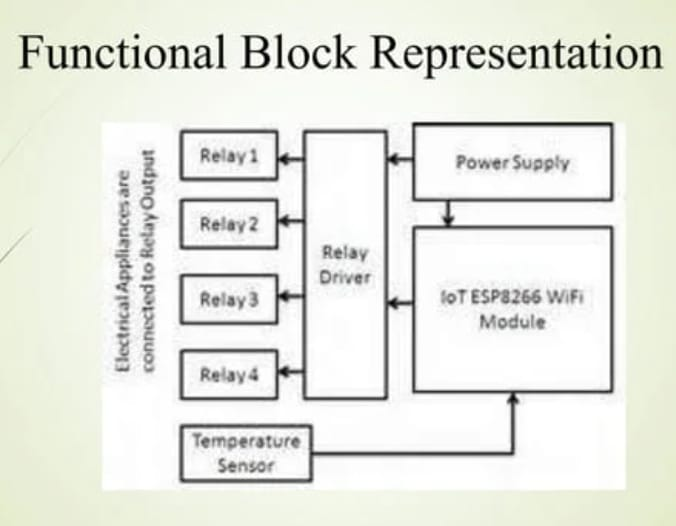 Functional Block Representation
Electrical Appliances are
connected to Relay Output
Relay 1
Relay 2
Relay 3
Relay 4
Relay
Driver
Power Supply
IoT ESP8266 WiFi
Module
Temperature
Sensor